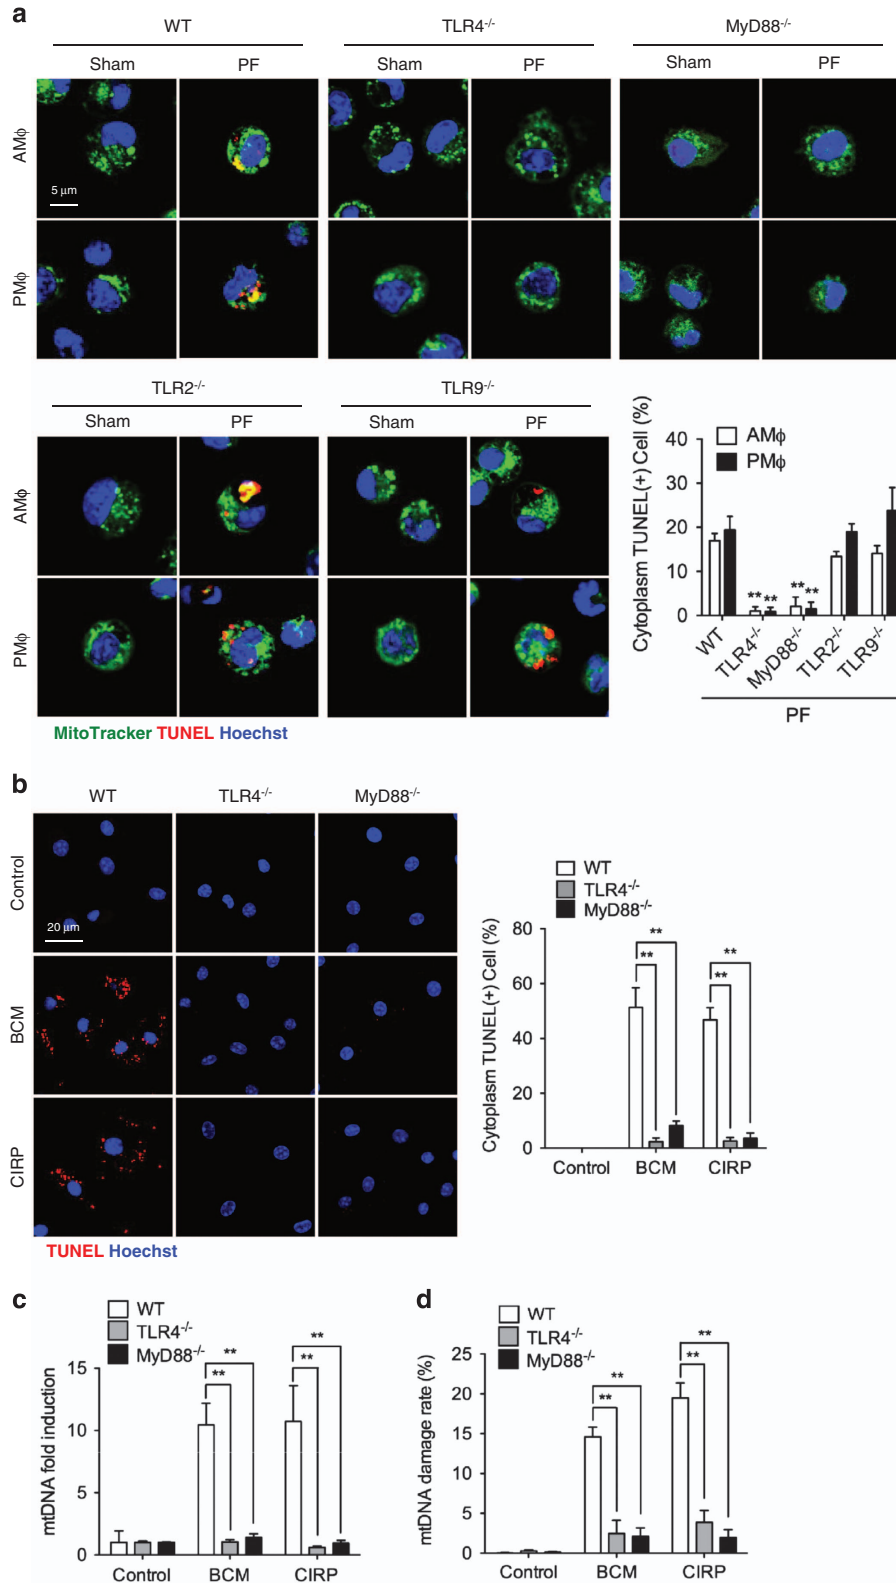 a
WT TLR4-/- MyD88-/-
Sham PF Sham PF Sham PF
AMϕ
5 μm
PMϕ
TLR2-/- TLR9-/-
Sham PF Sham PF
AMϕ
PMϕ
MitoTracker TUNEL Hoechst
Cytoplasm TUNEL(+) Cell (%)
AMϕ
PMϕ
40
30
20
10
0
** ** ** **
WT TLR4-/- MyD88-/- TLR2-/- TLR9-/-
PF
b
WT TLR4-/- MyD88-/-
Control
20 μm
BCM
CIRP
TUNEL Hoechst
WT
TLR4-/-
MyD88-/-
Cytoplasm TUNEL(+) Cell (%)
80
60
40
20
0
** **
** **
Control BCM CIRP
c
WT
TLR4-/-
MyD88-/-
mtDNA fold induction
15
10
5
0
** **
** **
Control BCM CIRP
d
WT
TLR4-/-
MyD88-/-
mtDNA damage rate (%)
25
20
15
10
5
0
** **
** **
Control BCM CIRP